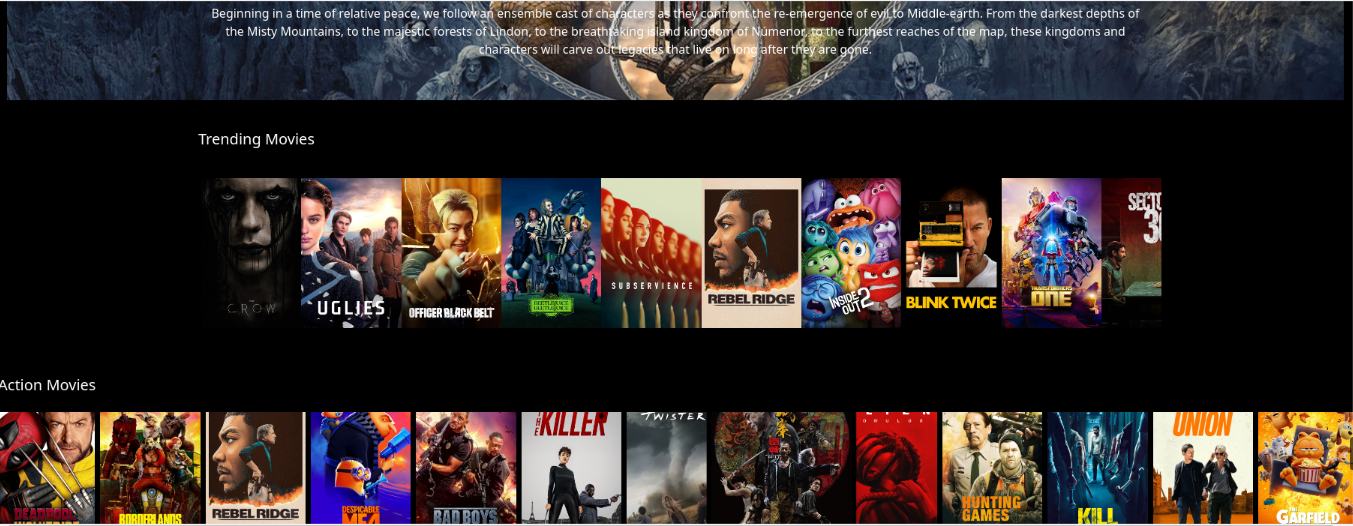 Beginning in a time of relative peace, we follow an ensemble cast of characters as they confront the re-emergence of evil to Middle-earth. From the darkest depths of
the Misty Mountains, to the majestic forests of Lindon, to the breathtaking island kingdom of Númenor, to the furthest reaches of the map, these kingdoms and
characters will carve out legacies that live on long after they are gone.
Trending Movies
CROW
UGLIES
OFFICER BLACK BELT
BEETLEJUICE
BEETLEJUICE
SUBSERVIENCE
REBEL RIDGE
INSIDE
OUT 2
BLINK TWICE
TRANSFORMERS
ONE
SECTO
3
Action Movies
DEADPOOL
WOLVERINE
BORDERLANDS
REBEL RIDGE
DESPICABLE
ME 4
BAD BOYS
THE
KILLER
TWISTER
HUNTING
GAMES
KILL
UNION
THE
GARFIELD